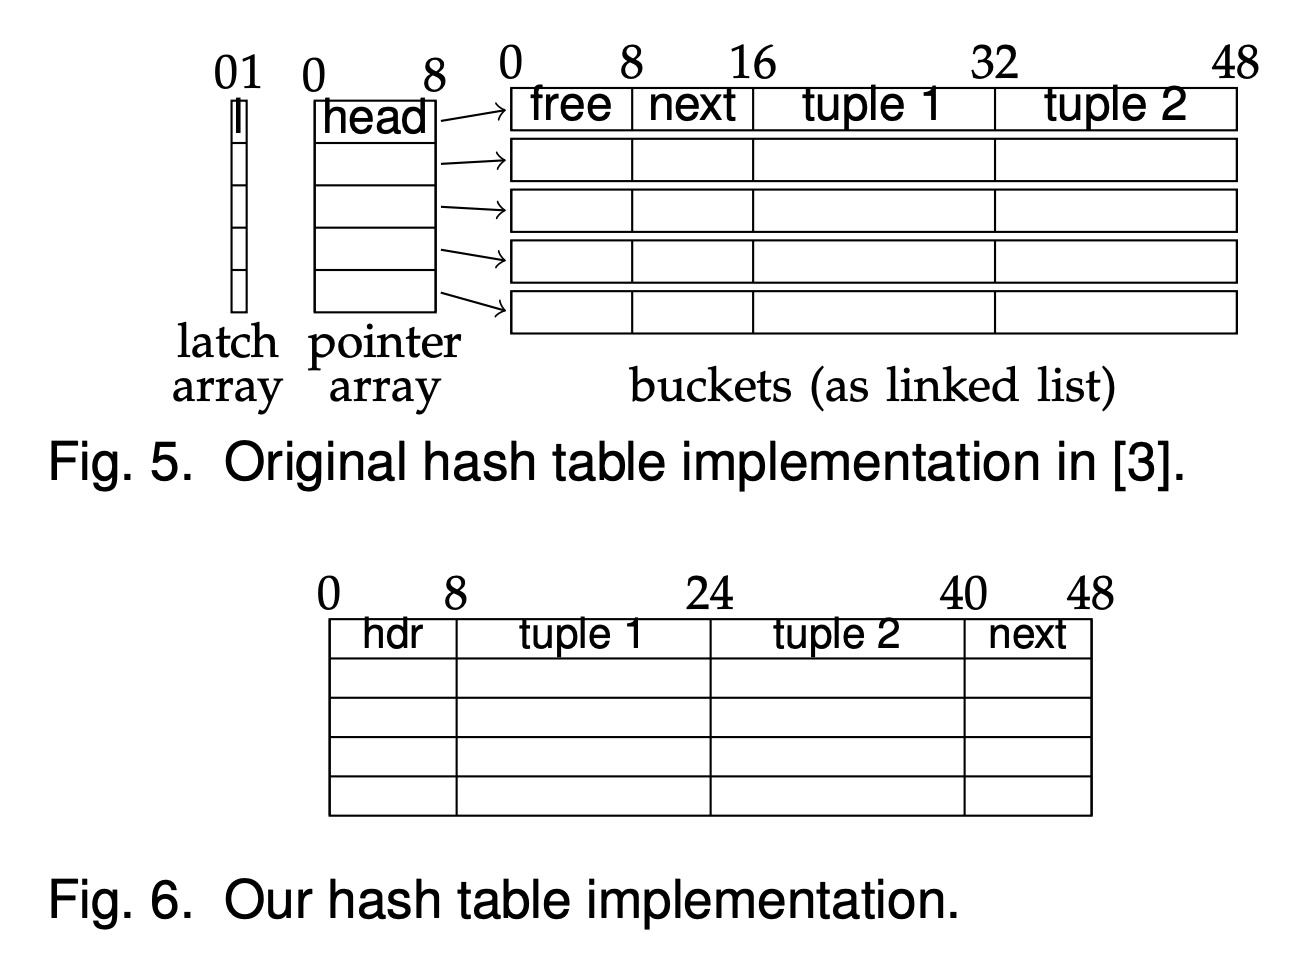 01 0 8 0 8 16 32 48
l head free next tuple 1 tuple 2
latch pointer
array array buckets (as linked list)
Fig. 5. Original hash table implementation in [3].
0 8 24 40 48
hdr tuple 1 tuple 2 next
Fig. 6. Our hash table implementation.